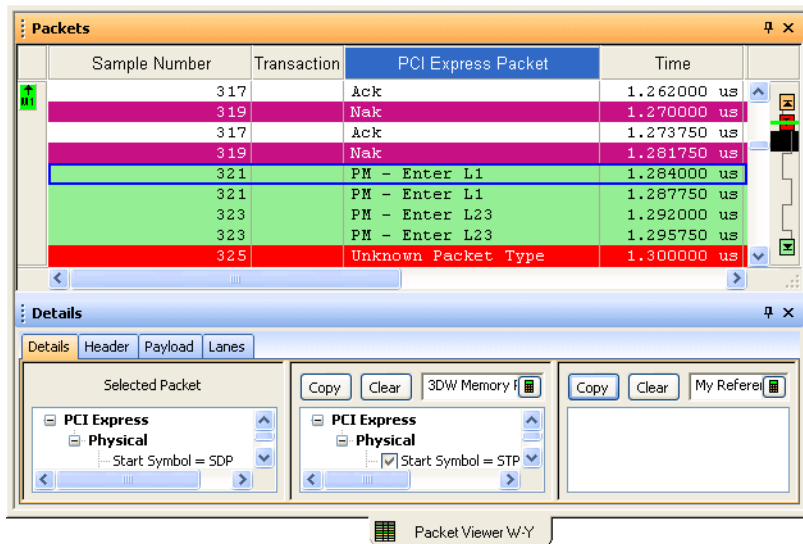 Packets
Sample Number Transaction PCI Express Packet Time
M1
317 Ack 1.262000 us
319 Nak 1.270000 us
317 Ack 1.273750 us
319 Nak 1.281750 us
321 PM - Enter L1 1.284000 us
321 PM - Enter L1 1.287750 us
323 PM - Enter L23 1.292000 us
323 PM - Enter L23 1.295750 us
325 Unknown Packet Type 1.300000 us
Details
Details Header Payload Lanes
Selected Packet Copy Clear 3DW Memory Copy Clear My Referer
PCI Express PCI Express
Physical Physical
Start Symbol = SDP Start Symbol = STP
Packet Viewer W-Y